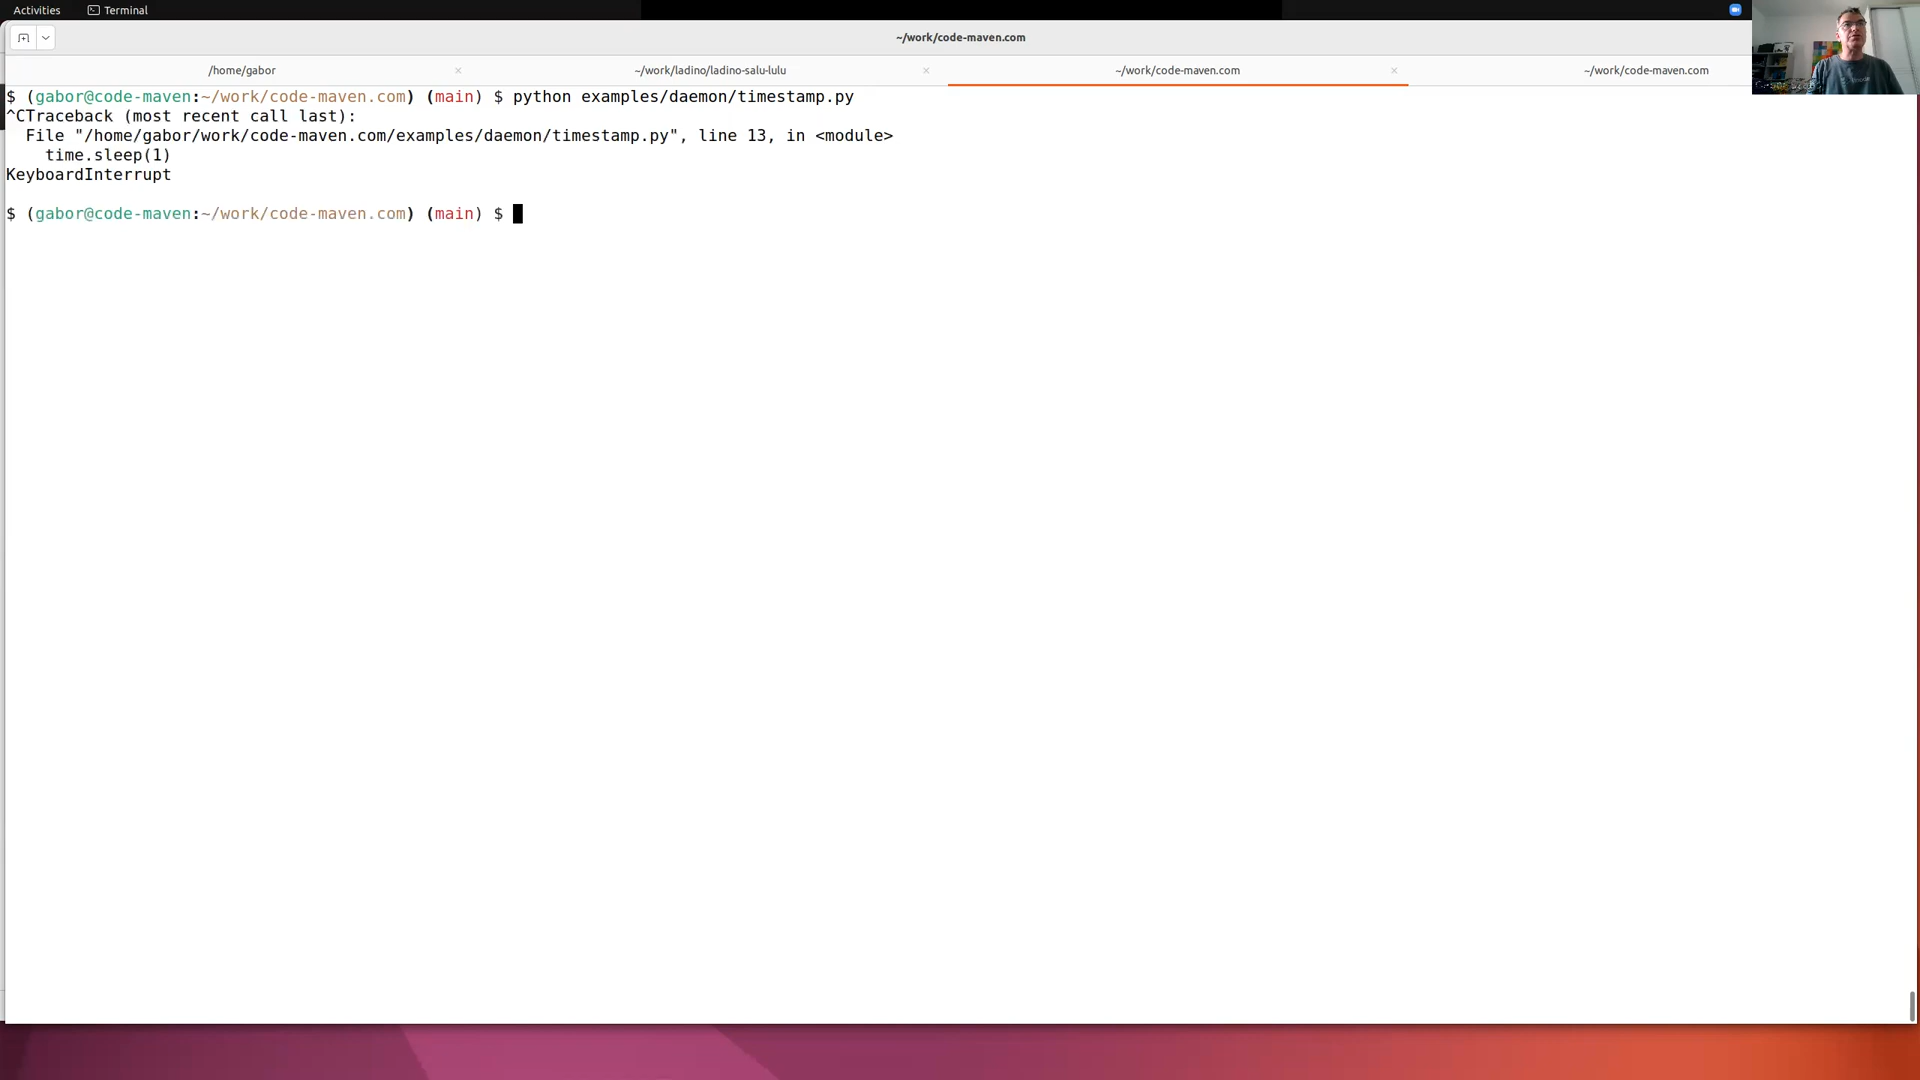 Activities Terminal
~/work/code-maven.com
/home/gabor ~/work/ladino/ladino-salu-lulu ~/work/code-maven.com ~/work/code-maven.com
$ (gabor@code-maven:~/work/code-maven.com) (main) $ python examples/daemon/timestamp.py
^CTraceback (most recent call last):
  File "/home/gabor/work/code-maven.com/examples/daemon/timestamp.py", line 13, in <module>
    time.sleep(1)
KeyboardInterrupt
$ (gabor@code-maven:~/work/code-maven.com) (main) $